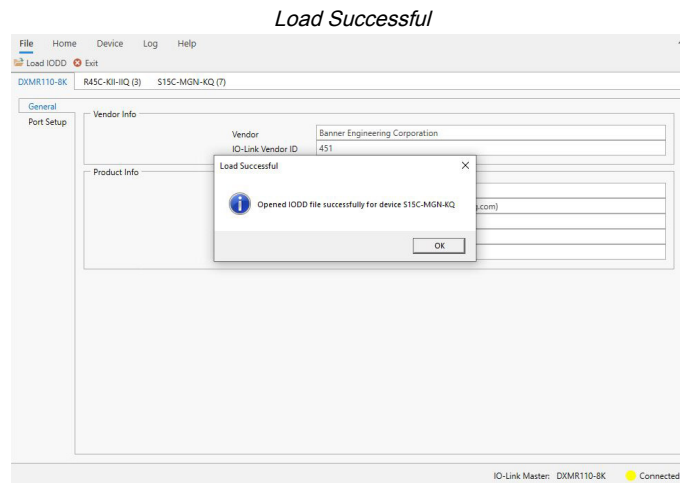 Load Successful
File Home Device Log Help
Load IODD Exit
DXMR110-8K R45C-KII-IIQ (3) S15C-MGN-KQ (7)
General
Port Setup
Vendor Info
Vendor Banner Engineering Corporation
IO-Link Vendor ID 451
Product Info
Load Successful
Opened IODD file successfully for device S15C-MGN-KQ
.com)
OK
IO-Link Master: DXMR110-8K Connected